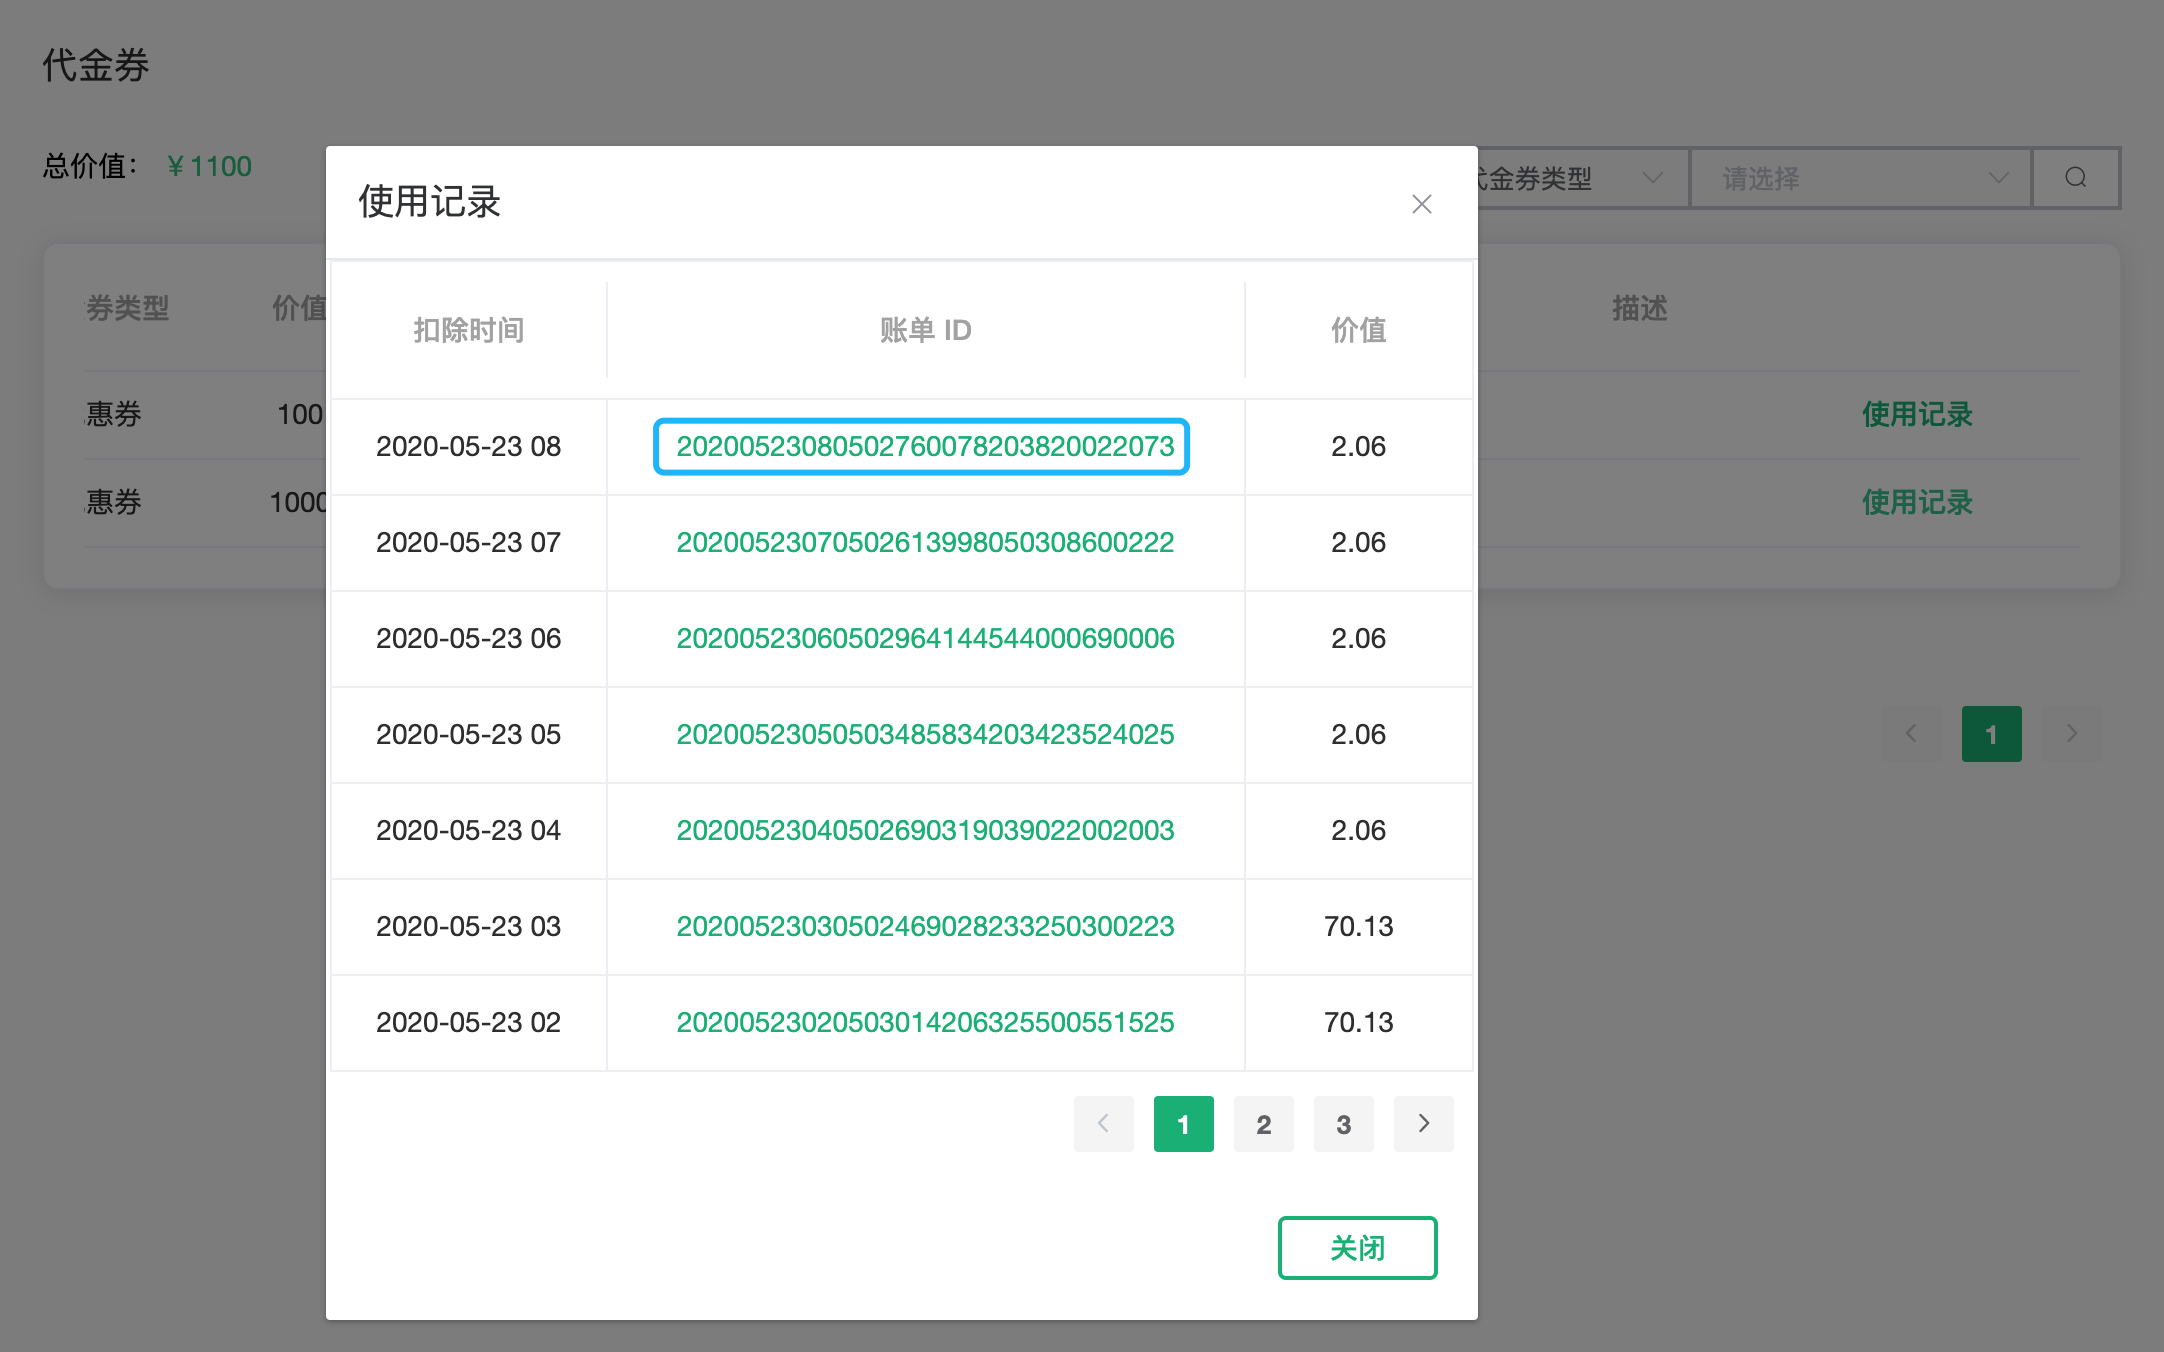 代金券
总价值： ￥1100
代金券类型 请选择
券类型 价值 描述
惠券 100 使用记录
惠券 1000 使用记录
1
使用记录
扣除时间 账单 ID 价值
2020-05-23 08 20200523080502760078203820022073 2.06
2020-05-23 07 20200523070502613998050308600222 2.06
2020-05-23 06 20200523060502964144544000690006 2.06
2020-05-23 05 20200523050503485834203423524025 2.06
2020-05-23 04 20200523040502690319039022002003 2.06
2020-05-23 03 20200523030502469028233250300223 70.13
2020-05-23 02 20200523020503014206325500551525 70.13
1 2 3
关闭